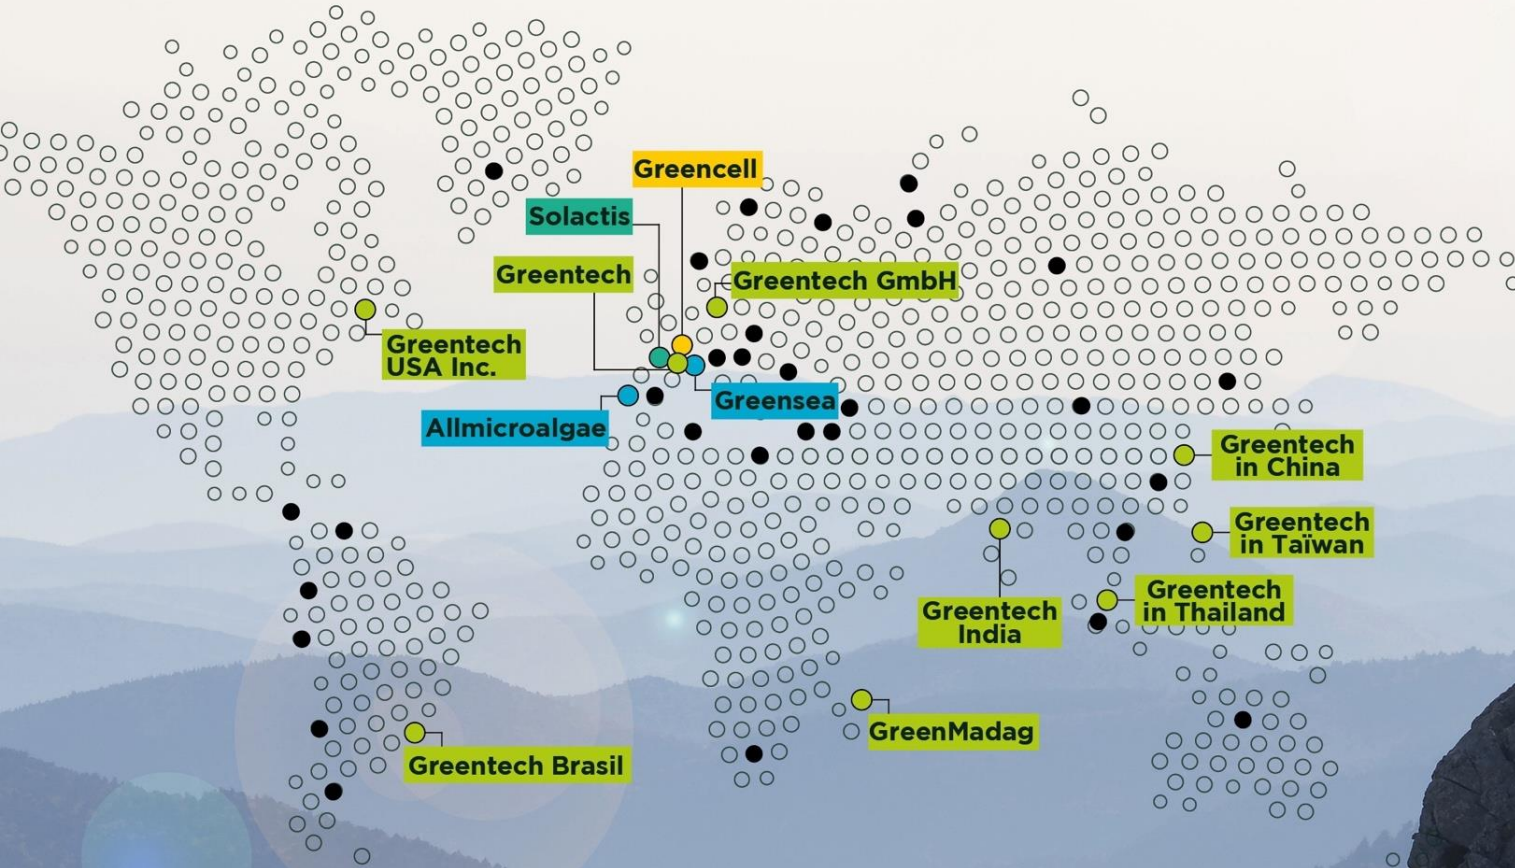 Greencell
Solactis
Greentech
Greentech GmbH
Greentech
USA Inc.
Greensea
Allmicroalgae
Greentech
in China
Greentech
in Taïwan
Greentech
in Thailand
Greentech
India
GreenMadag
Greentech Brasil